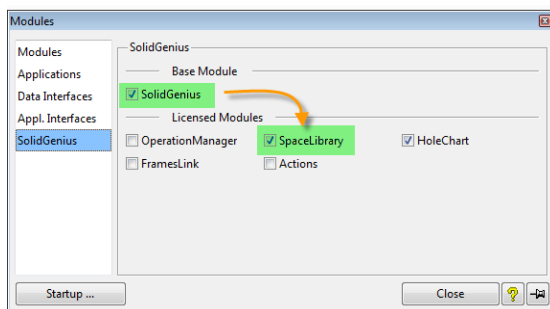 Modules
Modules
Applications
Data Interfaces
Appl. Interfaces
SolidGenius
SolidGenius
Base Module
SolidGenius
Licensed Modules
OperationManager SpaceLibrary HoleChart
FramesLink Actions
Startup ... Close ?